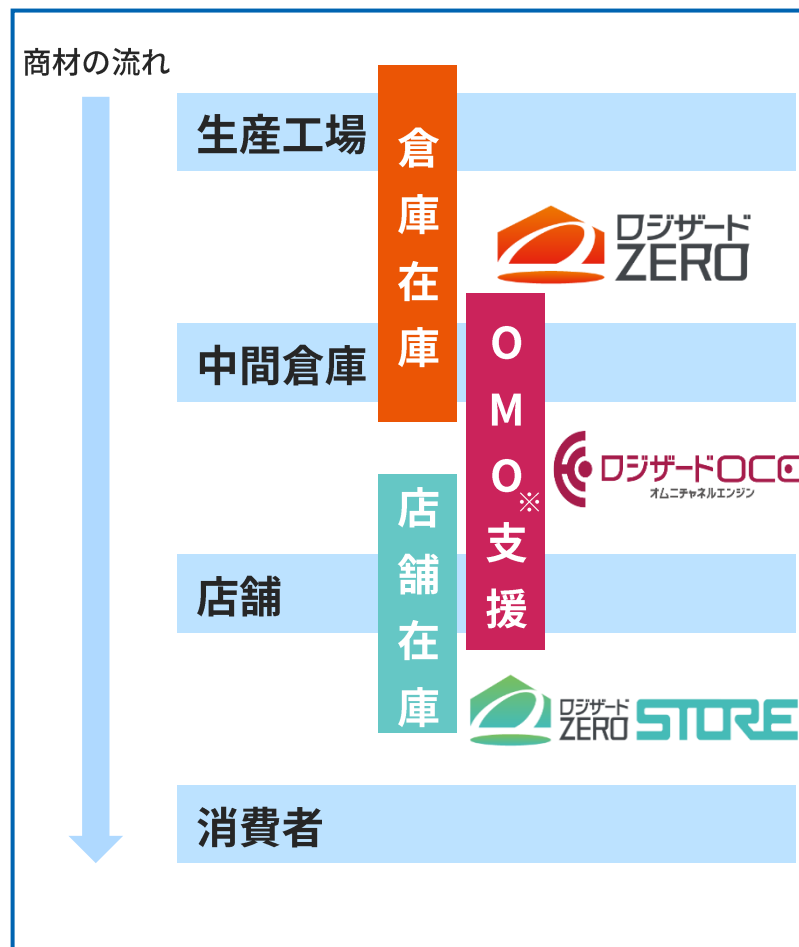 商材の流れ
生産工場
倉庫在庫
ロジザード
ZERO
中間倉庫
OMO※支援
ロジザードOCE
オムニチャネルエンジン
店舗在庫
店舗
ロジザード
ZERO STORE
消費者